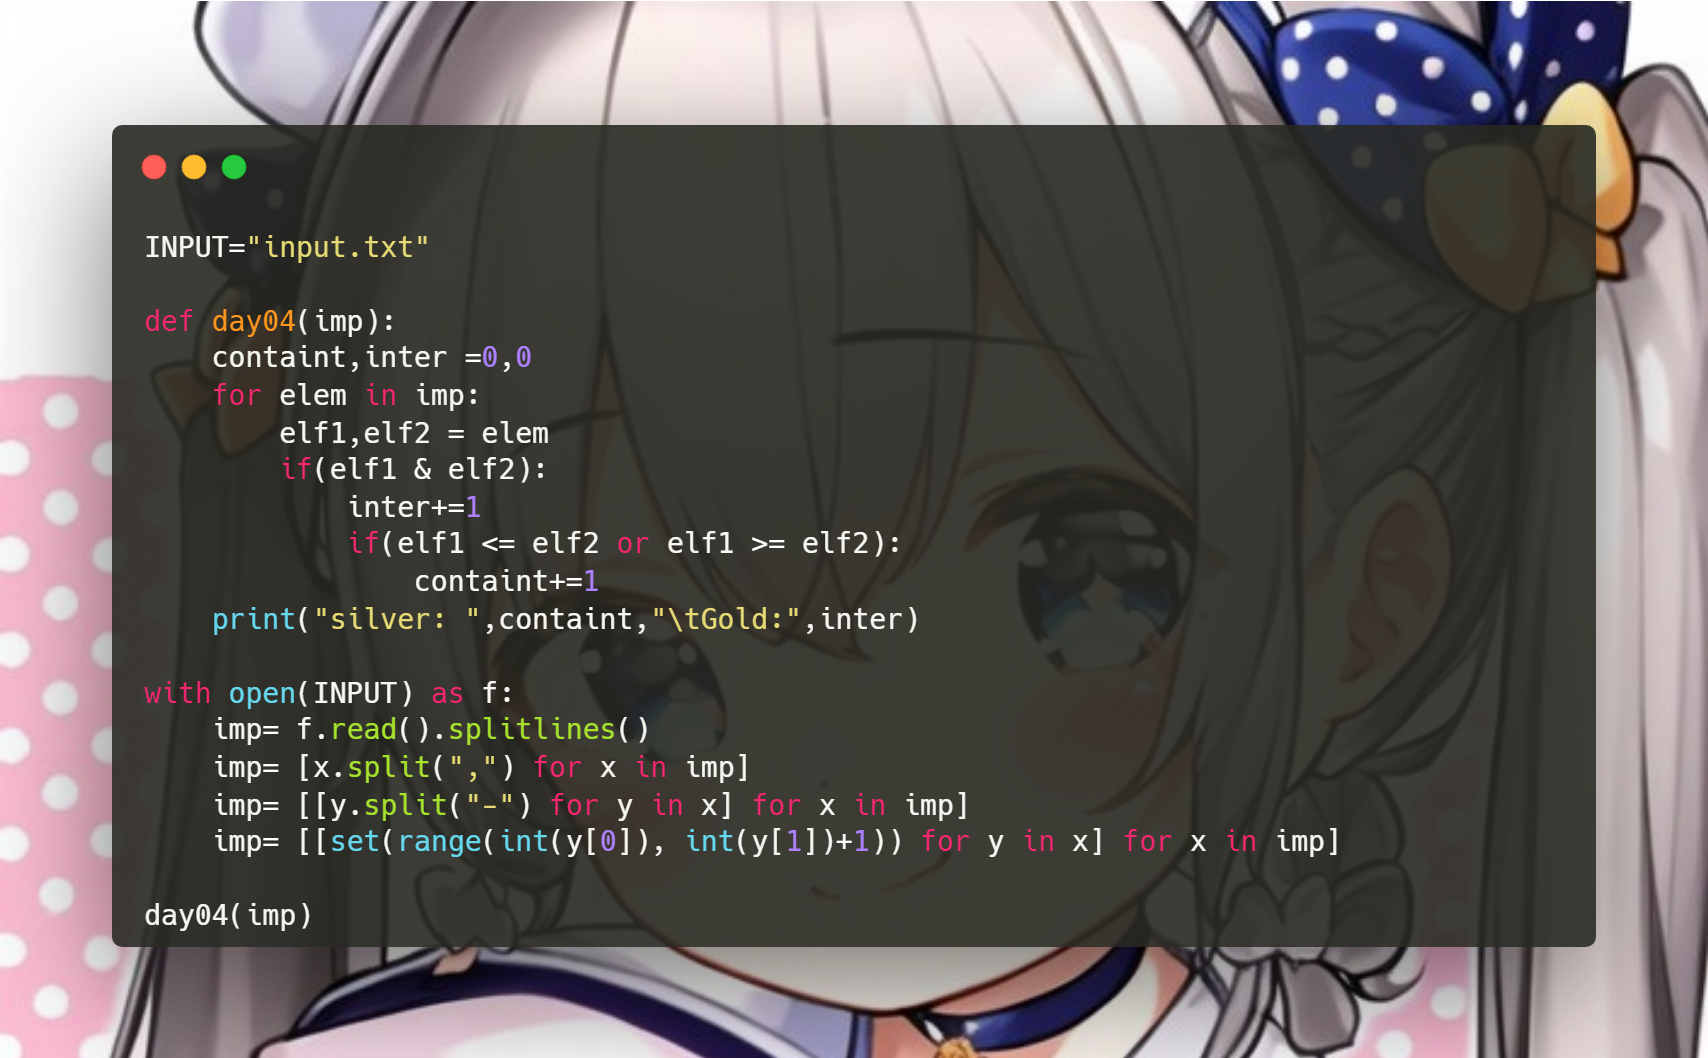 INPUT="input.txt"

def day04(imp):
    containt,inter =0,0
    for elem in imp:
        elf1,elf2 = elem
        if(elf1 & elf2):
            inter+=1
            if(elf1 <= elf2 or elf1 >= elf2):
                containt+=1
    print("silver: ",containt,"\tGold:",inter)

with open(INPUT) as f:
    imp= f.read().splitlines()
    imp= [x.split(",") for x in imp]
    imp= [[y.split("-") for y in x] for x in imp]
    imp= [[set(range(int(y[0]), int(y[1])+1)) for y in x] for x in imp]

day04(imp)